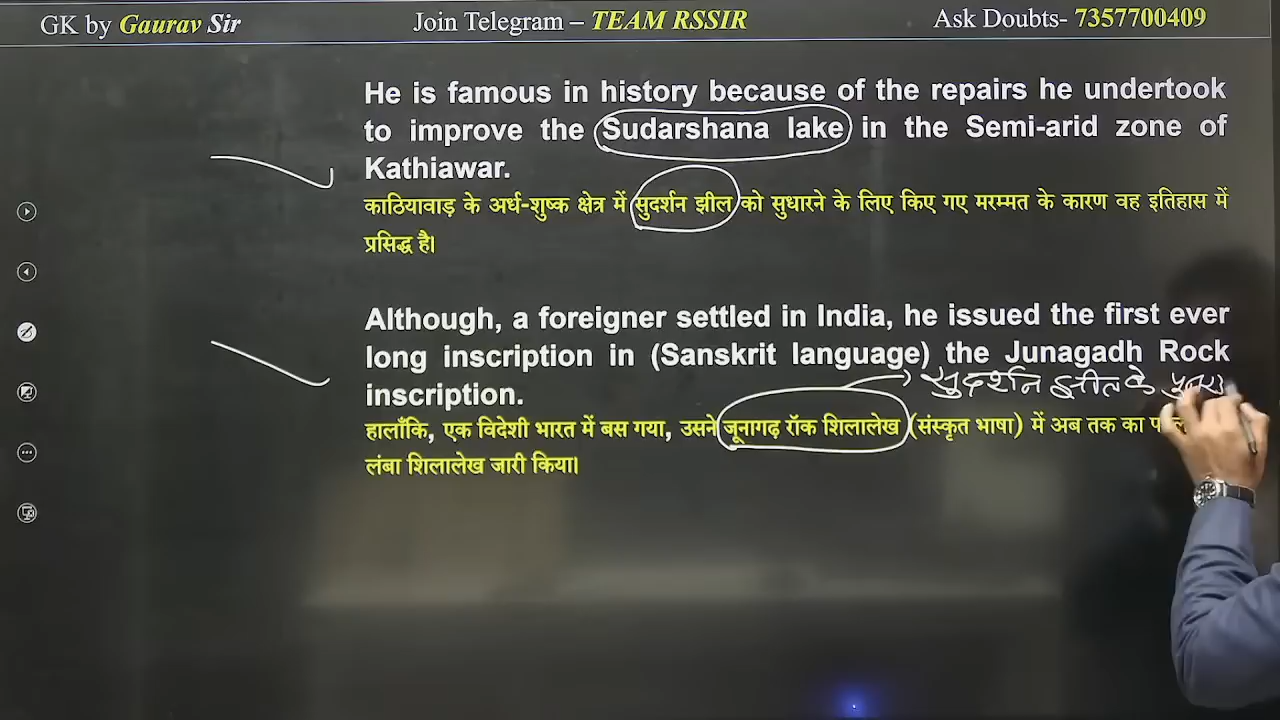 GK by Gaurav Sir Join Telegram – TEAM RSSIR Ask Doubts- 7357700409
He is famous in history because of the repairs he undertook
to improve the Sudarshana lake in the Semi-arid zone of
Kathiawar.
काठियावाड़ के अर्ध-शुष्क क्षेत्र में सुदर्शन झील को सुधारने के लिए किए गए मरम्मत के कारण वह इतिहास में
प्रसिद्ध है।
Although, a foreigner settled in India, he issued the first ever
long inscription in (Sanskrit language) the Junagadh Rock
inscription.
सुदर्शन झील के
हालाँकि, एक विदेशी भारत में बस गया, उसने जूनागढ़ रॉक शिलालेख (संस्कृत भाषा) में अब तक का
लंबा शिलालेख जारी किया।